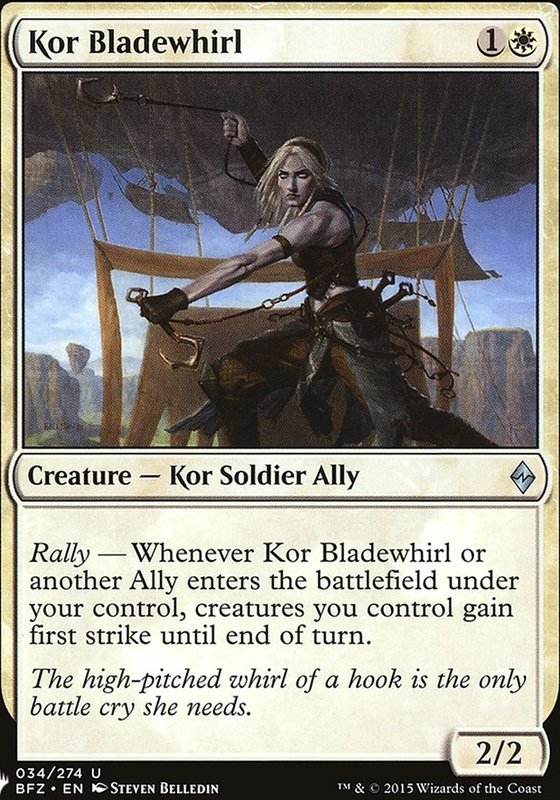 Kor Bladewhirl 1
Creature — Kor Soldier Ally
Rally — Whenever Kor Bladewhirl or
another Ally enters the battlefield under
your control, creatures you control gain
first strike until end of turn.
The high-pitched whirl of a hook is the only
battle cry she needs.
2/2
034/274 U
BFZ • EN Steven Belledin
™ & © 2015 Wizards of the Coast